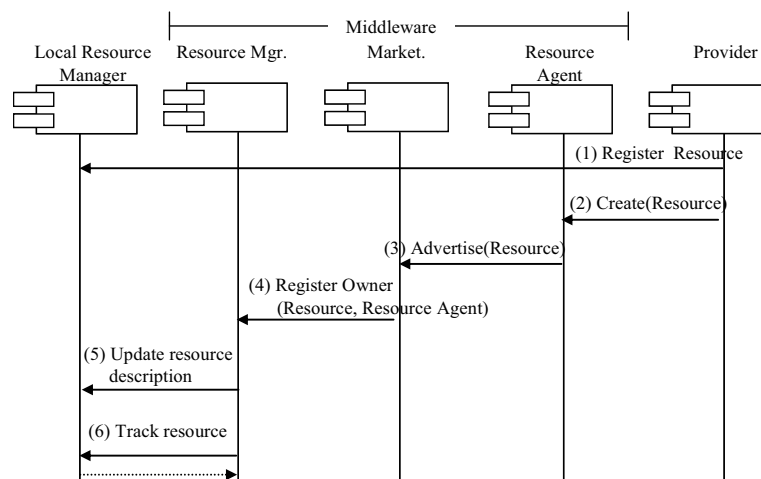 Middleware
Local Resource Manager
Resource Mgr.
Market.
Resource Agent
Provider
(1) Register Resource
(2) Create(Resource)
(3) Advertise(Resource)
(4) Register Owner
(Resource, Resource Agent)
(5) Update resource
description
(6) Track resource